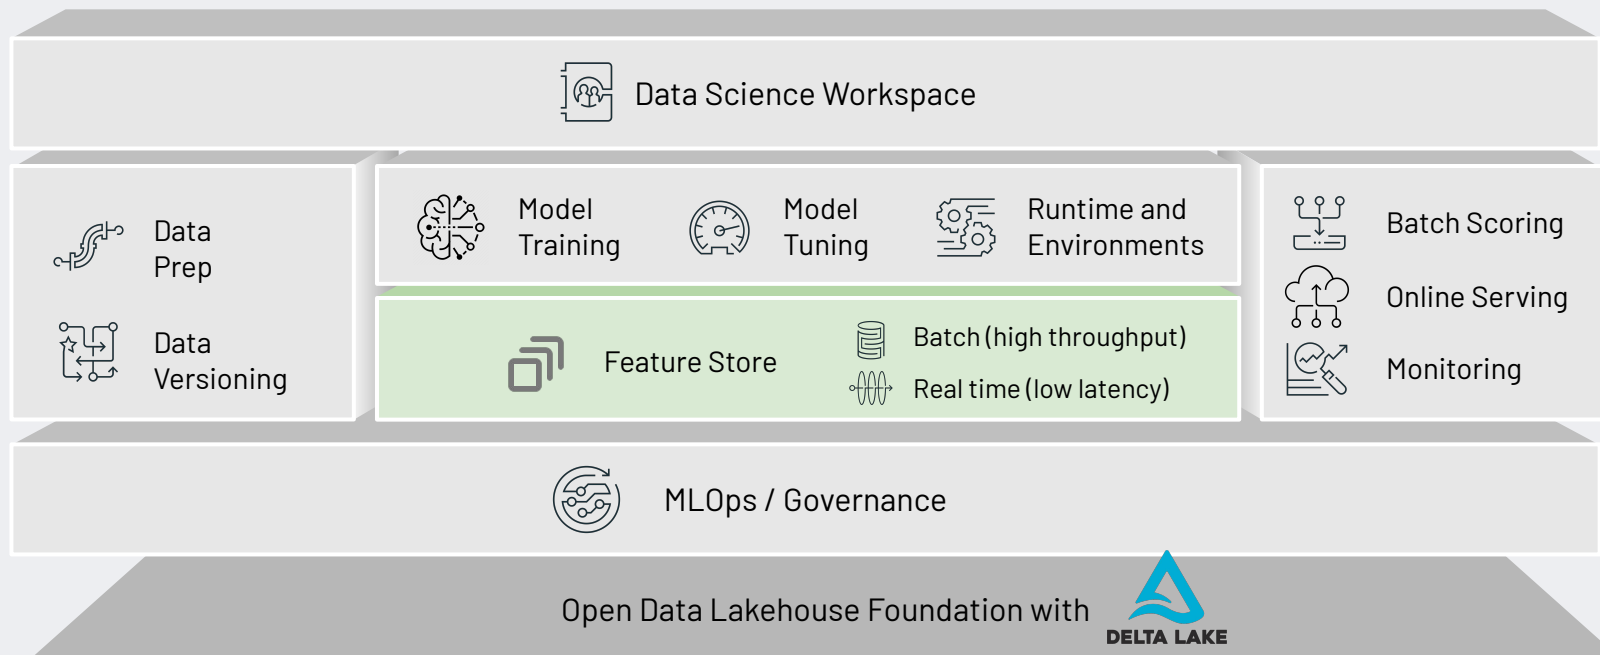 Data Science Workspace
Data
Prep
Data
Versioning
Model
Training
Model
Tuning
Runtime and
Environments
Feature Store
Batch (high throughput)
Real time (low latency)
Batch Scoring
Online Serving
Monitoring
MLOps / Governance
Open Data Lakehouse Foundation with
DELTA LAKE